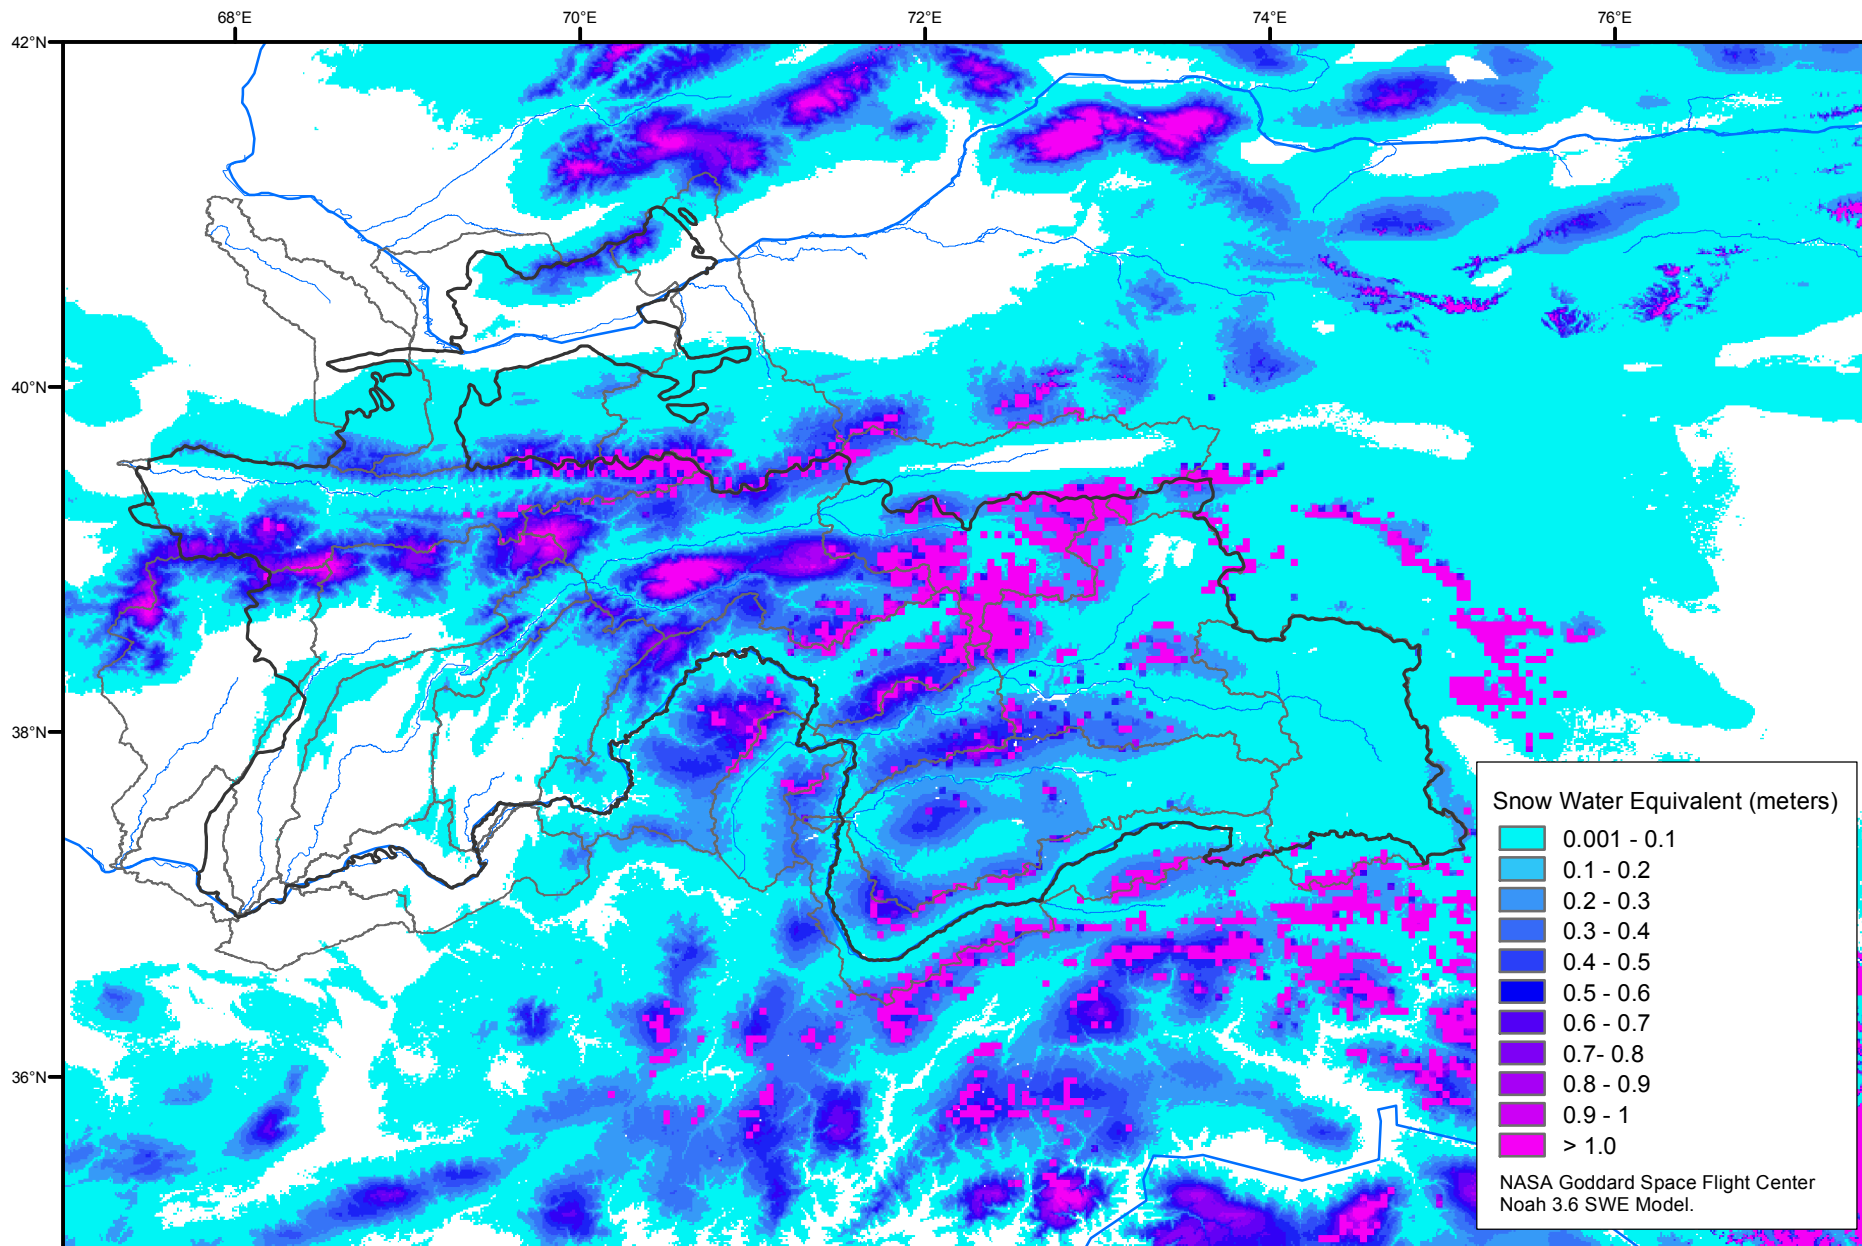 68°E
70°E
72°E
74°E
76°E
42°N
40°N
38°N
36°N
Snow Water Equivalent (meters)
0.001 - 0.1
0.1 - 0.2
0.2 - 0.3
0.3 - 0.4
0.4 - 0.5
0.5 - 0.6
0.6 - 0.7
0.7- 0.8
0.8 - 0.9
0.9 - 1
> 1.0
NASA Goddard Space Flight Center
Noah 3.6 SWE Model.